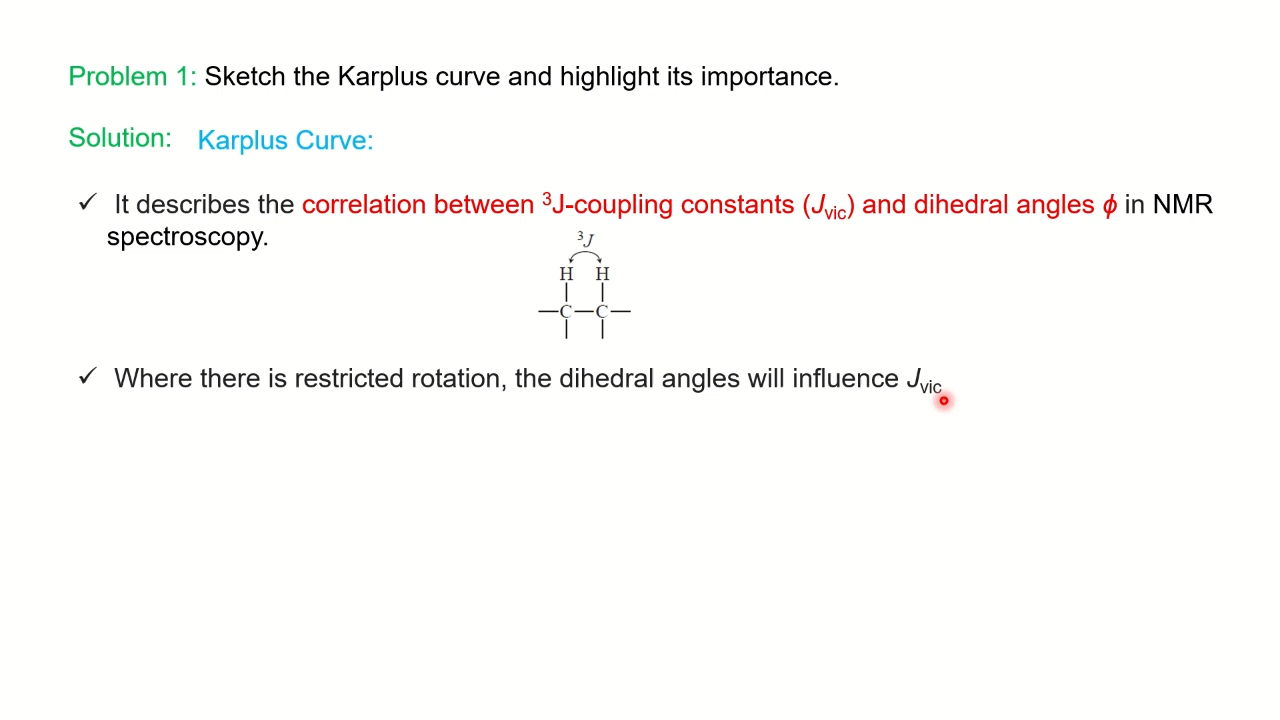 Problem 1: Sketch the Karplus curve and highlight its importance.
Solution: Karplus Curve:
✓ It describes the correlation between ³J-coupling constants (Jvic) and dihedral angles ϕ in NMR
spectroscopy.
³J
H H
—C—C—
✓ Where there is restricted rotation, the dihedral angles will influence Jvic